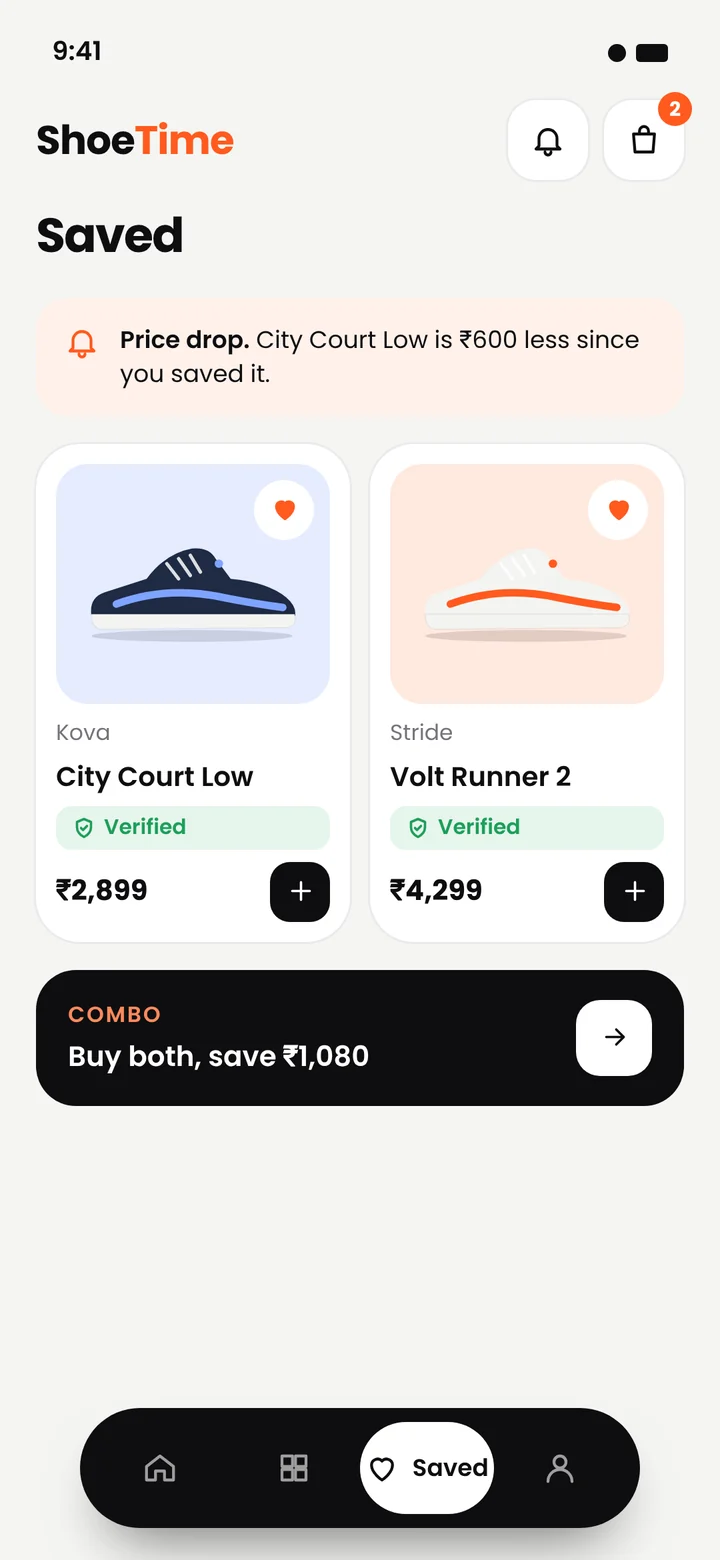 9:41
ShoeTime
2
Saved
Price drop. City Court Low is ₹600 less since
you saved it.
Kova
City Court Low
Verified
₹2,899
Stride
Volt Runner 2
Verified
₹4,299
COMBO
Buy both, save ₹1,080
Saved